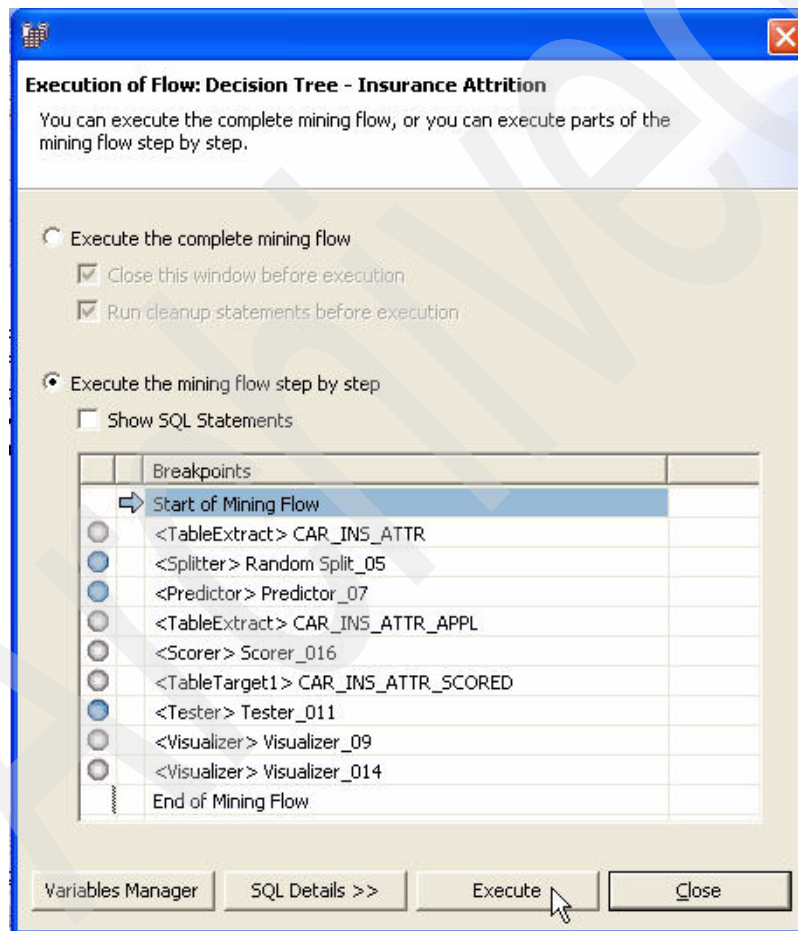 Execution of Flow: Decision Tree - Insurance Attrition
You can execute the complete mining flow, or you can execute parts of the
mining flow step by step.
Execute the complete mining flow
Close this window before execution
Run cleanup statements before execution
Execute the mining flow step by step
Show SQL Statements
Breakpoints
Start of Mining Flow
<TableExtract> CAR_INS_ATTR
<Splitter> Random Split_05
<Predictor> Predictor_07
<TableExtract> CAR_INS_ATTR_APPL
<Scorer> Scorer_016
<TableTarget1> CAR_INS_ATTR_SCORED
<Tester> Tester_011
<Visualizer> Visualizer_09
<Visualizer> Visualizer_014
End of Mining Flow
Variables Manager SQL Details >> Execute Close